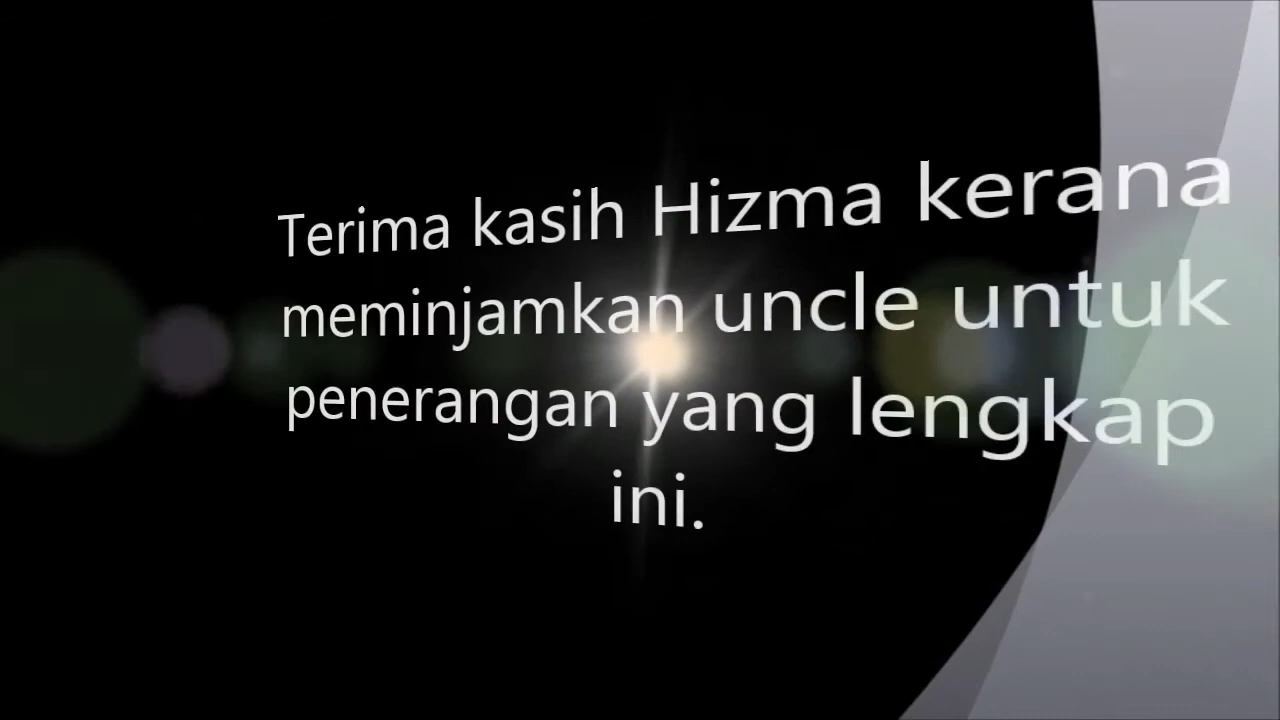 Terima kasih Hizma kerana
meminjamkan uncle untuk
penerangan yang lengkap
ini.